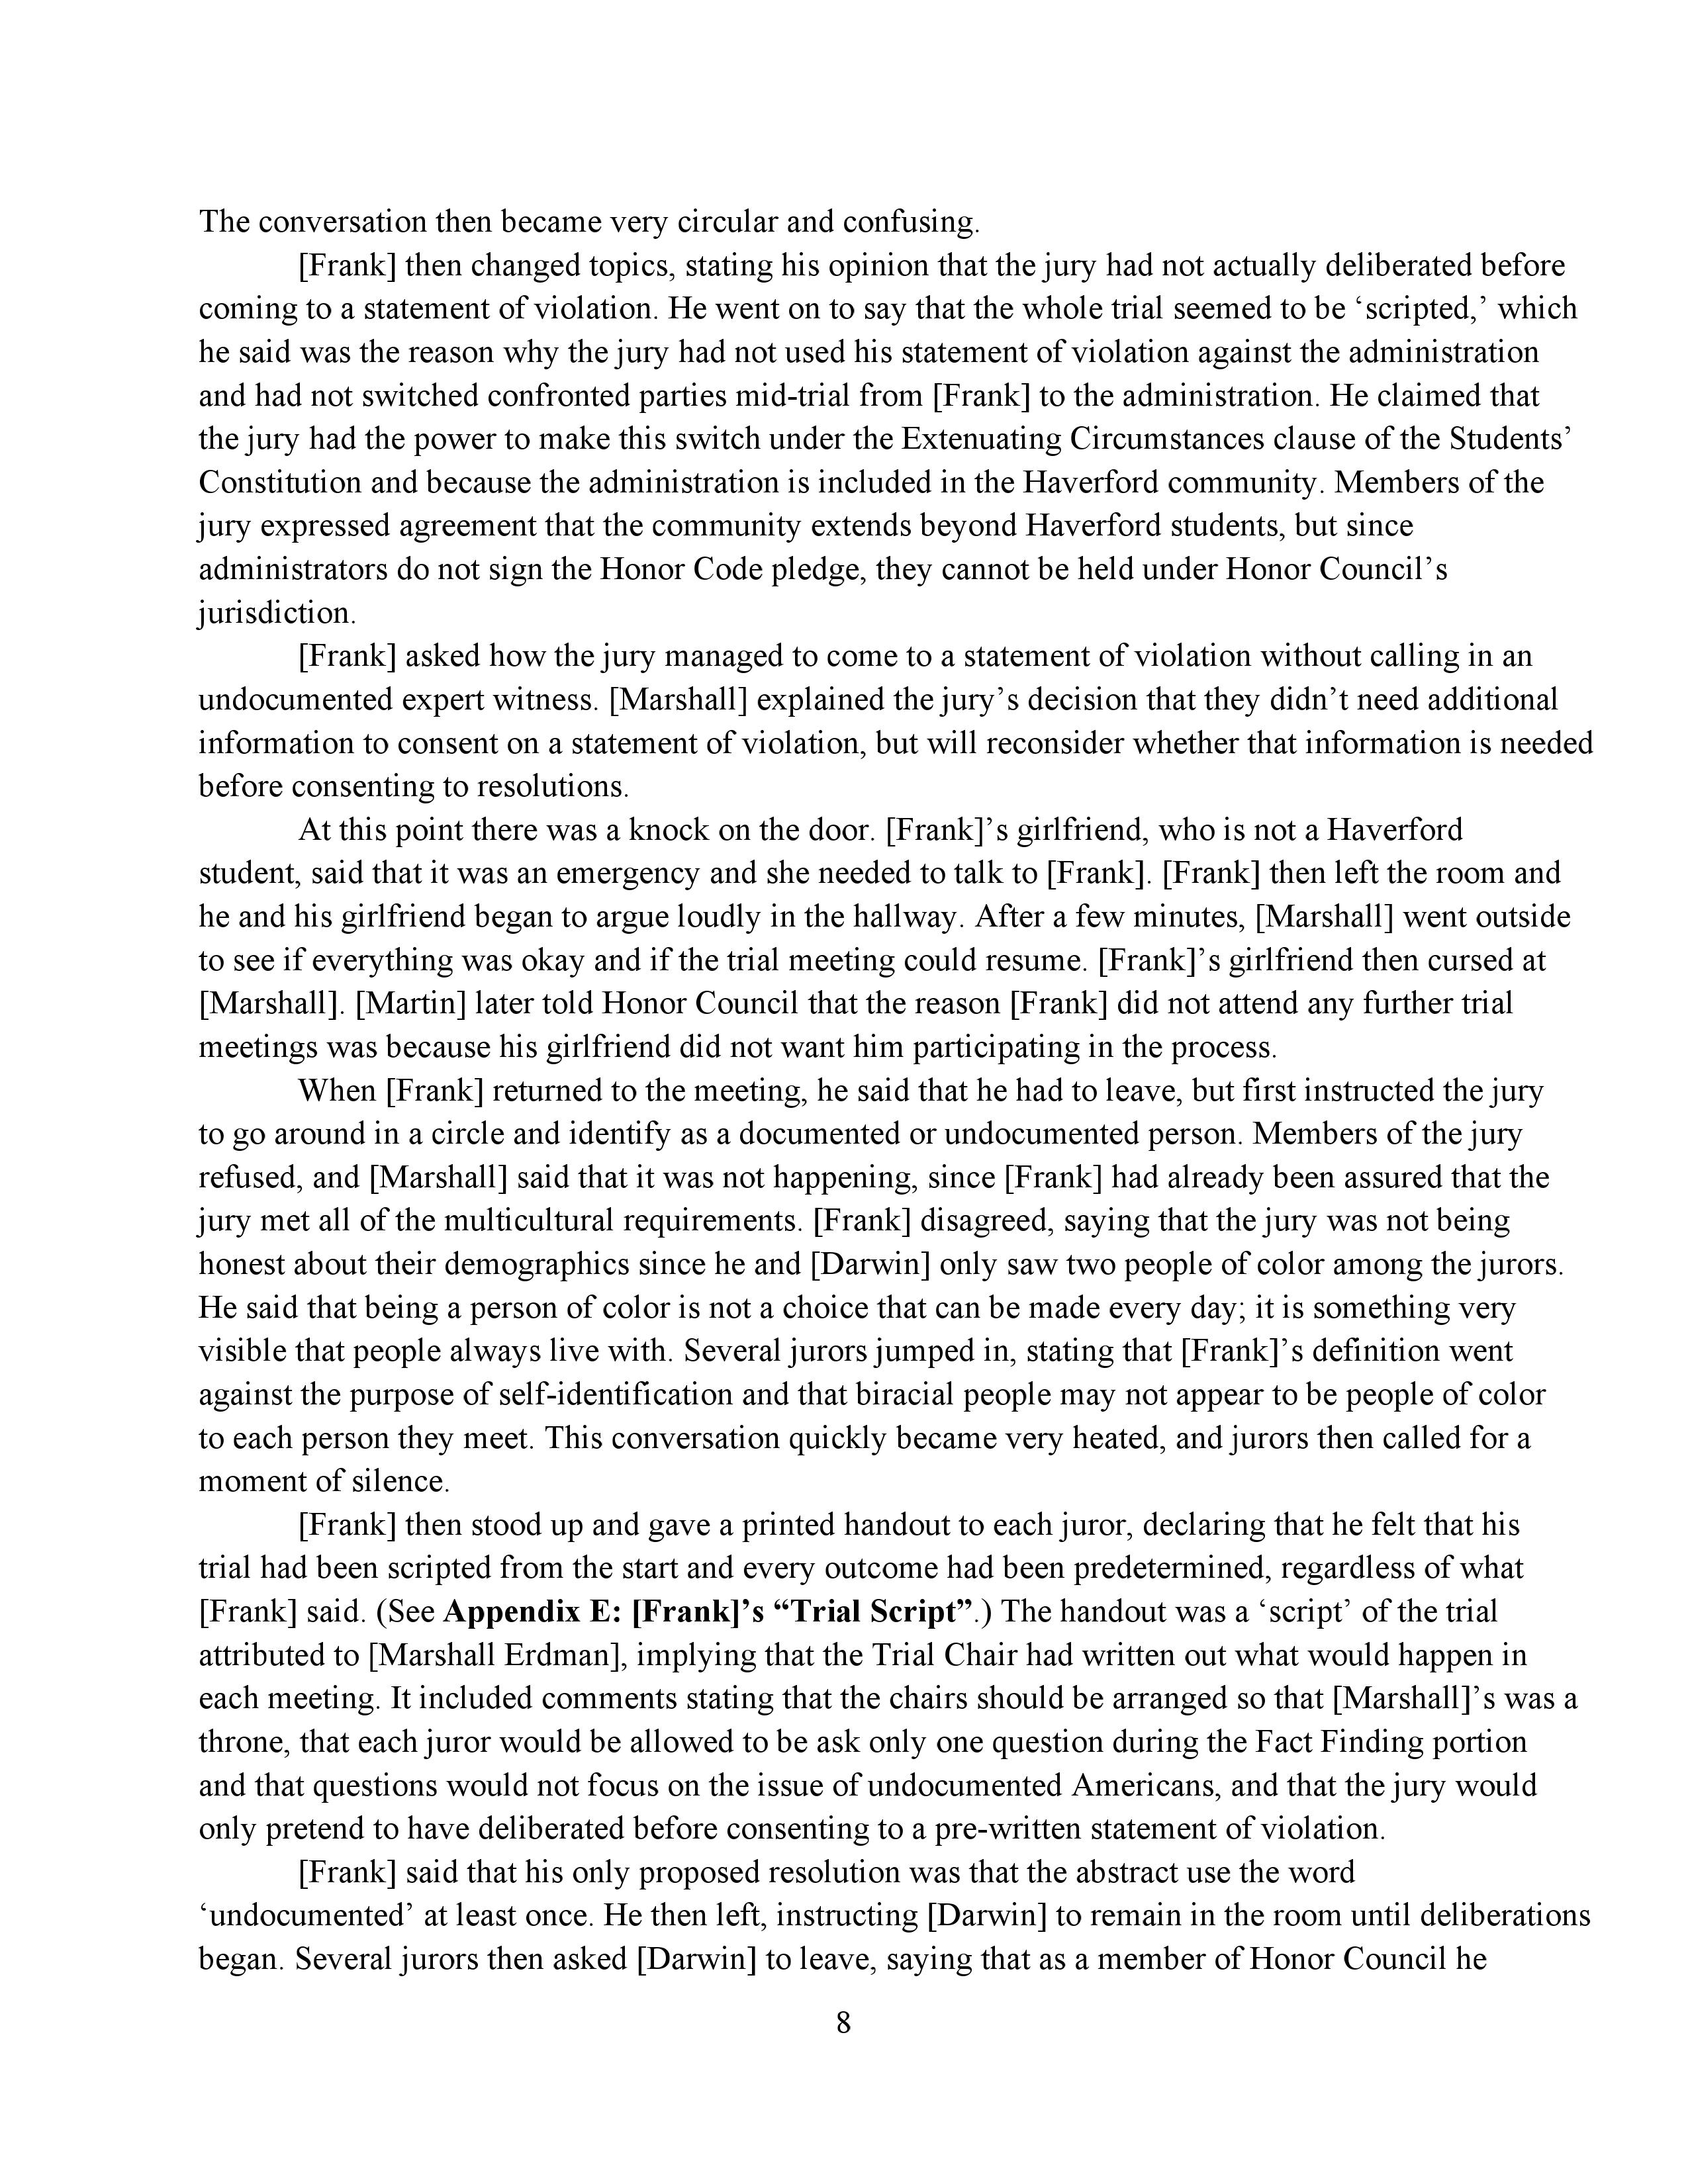 The conversation then became very circular and confusing.
[Frank] then changed topics, stating his opinion that the jury had not actually deliberated before
coming to a statement of violation. He went on to say that the whole trial seemed to be ‘scripted,’ which
he said was the reason why the jury had not used his statement of violation against the administration
and had not switched confronted parties mid-trial from [Frank] to the administration. He claimed that
the jury had the power to make this switch under the Extenuating Circumstances clause of the Students’
Constitution and because the administration is included in the Haverford community. Members of the
jury expressed agreement that the community extends beyond Haverford students, but since
administrators do not sign the Honor Code pledge, they cannot be held under Honor Council’s
jurisdiction.
[Frank] asked how the jury managed to come to a statement of violation without calling in an
undocumented expert witness. [Marshall] explained the jury’s decision that they didn’t need additional
information to consent on a statement of violation, but will reconsider whether that information is needed
before consenting to resolutions.
At this point there was a knock on the door. [Frank]’s girlfriend, who is not a Haverford
student, said that it was an emergency and she needed to talk to [Frank]. [Frank] then left the room and
he and his girlfriend began to argue loudly in the hallway. After a few minutes, [Marshall] went outside
to see if everything was okay and if the trial meeting could resume. [Frank]’s girlfriend then cursed at
[Marshall]. [Martin] later told Honor Council that the reason [Frank] did not attend any further trial
meetings was because his girlfriend did not want him participating in the process.
When [Frank] returned to the meeting, he said that he had to leave, but first instructed the jury
to go around in a circle and identify as a documented or undocumented person. Members of the jury
refused, and [Marshall] said that it was not happening, since [Frank] had already been assured that the
jury met all of the multicultural requirements. [Frank] disagreed, saying that the jury was not being
honest about their demographics since he and [Darwin] only saw two people of color among the jurors.
He said that being a person of color is not a choice that can be made every day; it is something very
visible that people always live with. Several jurors jumped in, stating that [Frank]’s definition went
against the purpose of self-identification and that biracial people may not appear to be people of color
to each person they meet. This conversation quickly became very heated, and jurors then called for a
moment of silence.
[Frank] then stood up and gave a printed handout to each juror, declaring that he felt that his
trial had been scripted from the start and every outcome had been predetermined, regardless of what
[Frank] said. (See Appendix E: [Frank]’s “Trial Script”.) The handout was a ‘script’ of the trial
attributed to [Marshall Erdman], implying that the Trial Chair had written out what would happen in
each meeting. It included comments stating that the chairs should be arranged so that [Marshall]’s was a
throne, that each juror would be allowed to be ask only one question during the Fact Finding portion
and that questions would not focus on the issue of undocumented Americans, and that the jury would
only pretend to have deliberated before consenting to a pre-written statement of violation.
[Frank] said that his only proposed resolution was that the abstract use the word
‘undocumented’ at least once. He then left, instructing [Darwin] to remain in the room until deliberations
began. Several jurors then asked [Darwin] to leave, saying that as a member of Honor Council he
8